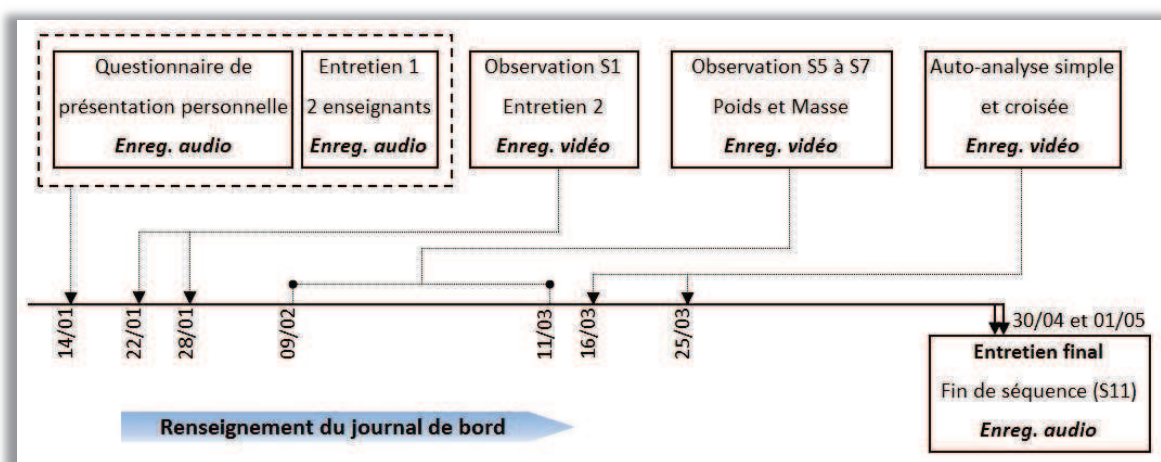 Questionnaire de
présentation personnelle
Enreg. audio
Entretien 1
2 enseignants
Enreg. audio
Observation S1
Entretien 2
Enreg. vidéo
Observation S5 à S7
Poids et Masse
Enreg. vidéo
Auto-analyse simple
et croisée
Enreg. vidéo
14/01
22/01
28/01
09/02
11/03
16/03
25/03
30/04 et 01/05
Entretien final
Fin de séquence (S11)
Enreg. audio
Renseignement du journal de bord